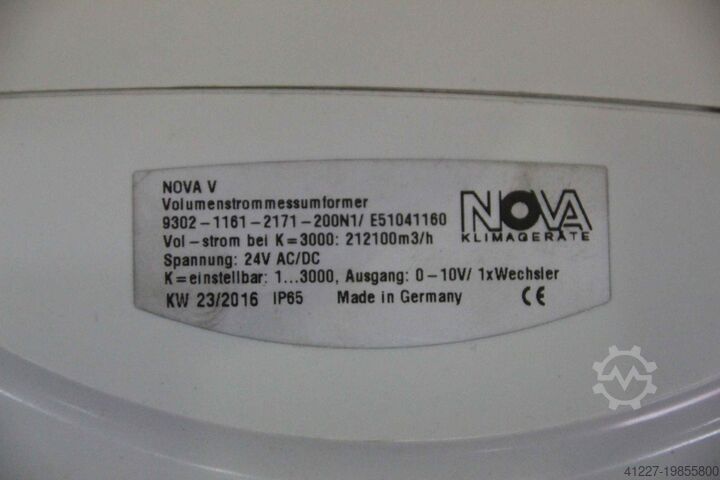 NOVA V
Volumenstrommessumformer
9302-1161-2171-200N1/ E51041160
Vol-strom bei K=3000: 212100m3/h
Spannung: 24V AC/DC
K=einstellbar: 1...3000, Ausgang: 0-10V/ 1xWechsler
KW 23/2016 IP65 Made in Germany CE
NOVA
KLIMAGERÄTE
41227-19855800